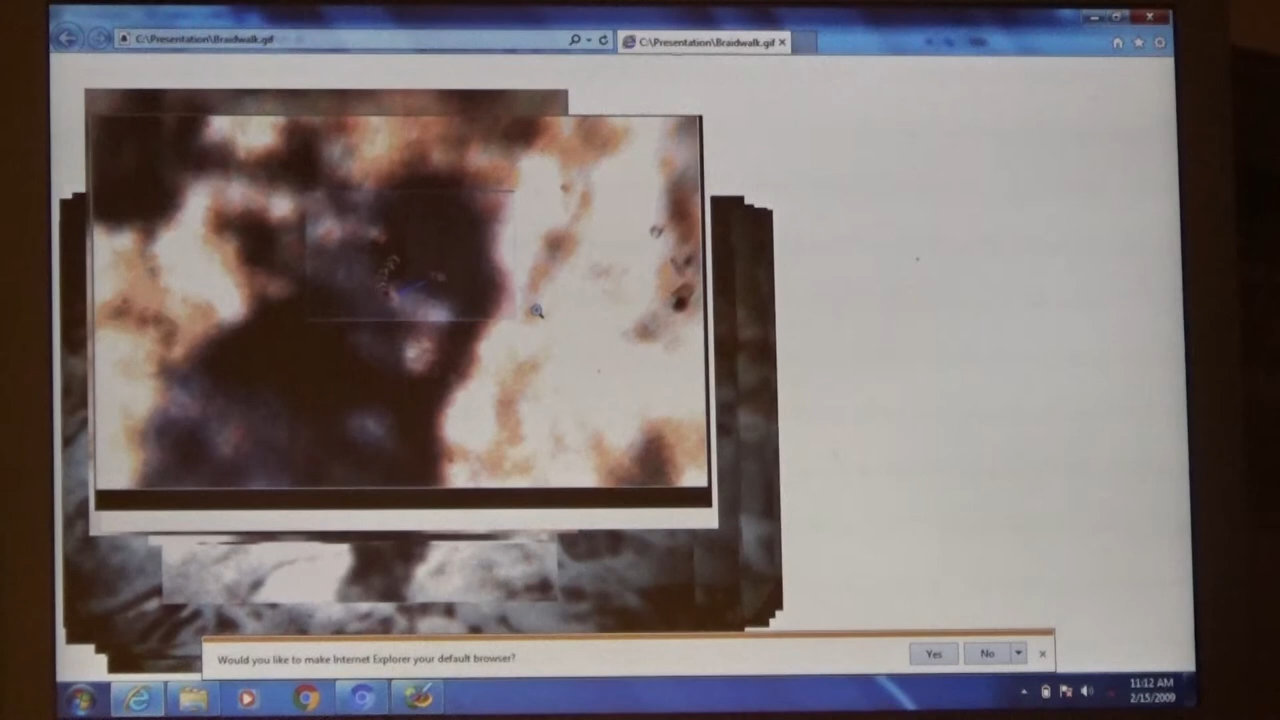 C:\Presentation\Braidwalk.gif
C:\Presentation\Braidwalk.gif
Would you like to make Internet Explorer your default browser?
Yes
No
11:12 AM
2/15/2009